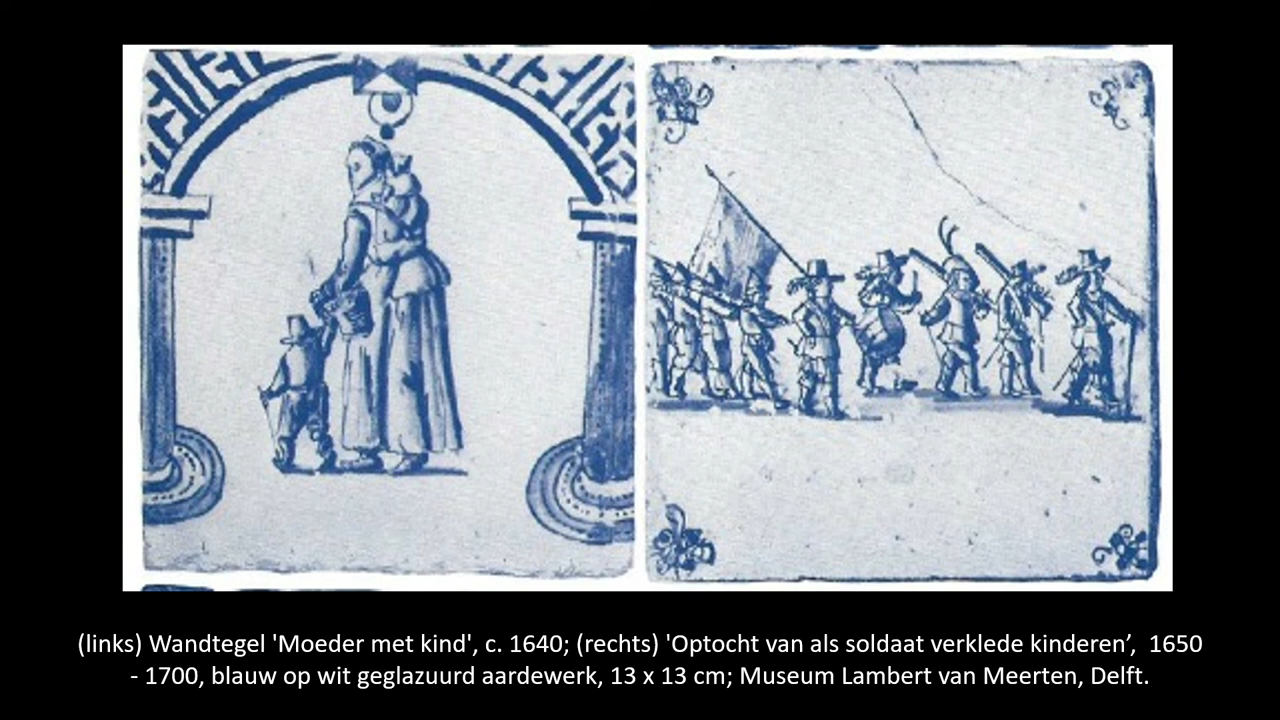 (links) Wandtegel 'Moeder met kind', c. 1640; (rechts) 'Optocht van als soldaat verklede kinderen’,  1650
- 1700, blauw op wit geglazuurd aardewerk, 13 x 13 cm; Museum Lambert van Meerten, Delft.